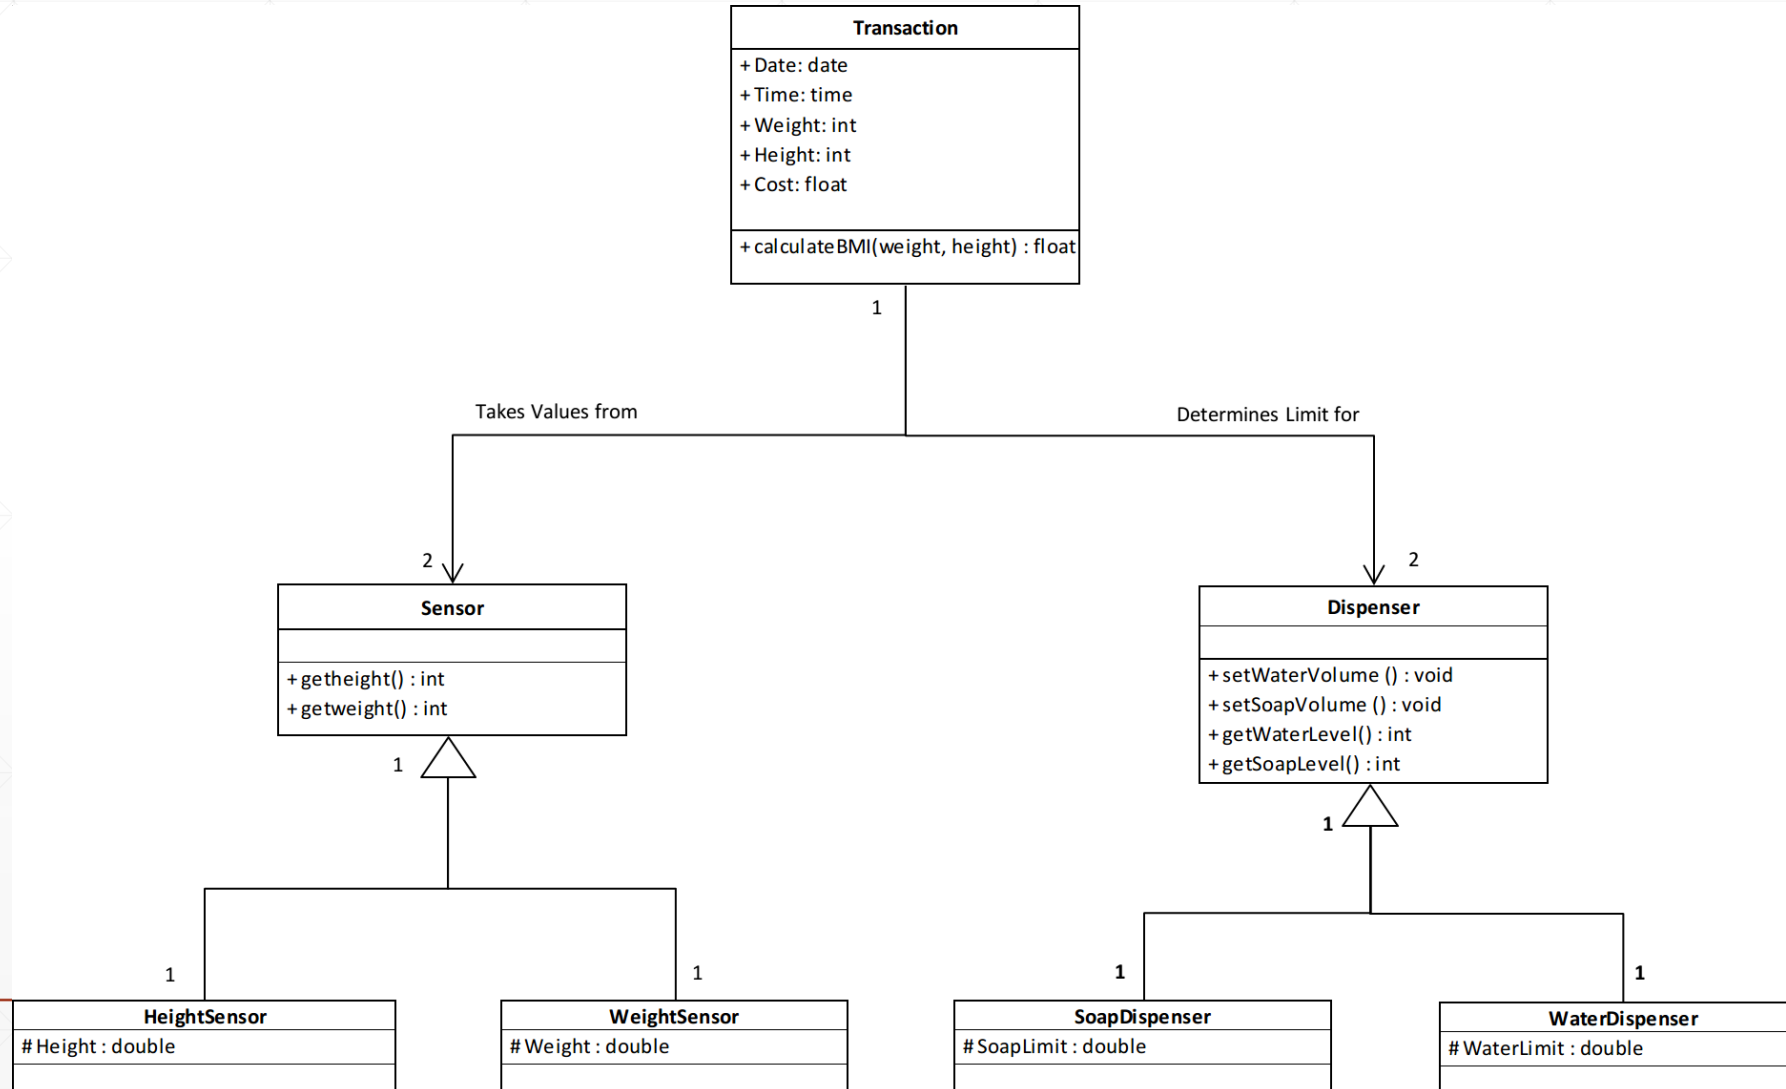 Transaction
+ Date: date
+ Time: time
+ Weight: int
+ Height: int
+ Cost: float
+ calculateBMI(weight, height) : float
1
Takes Values from
Determines Limit for
2
2
Sensor
+ getheight() : int
+ getweight() : int
Dispenser
+ setWaterVolume () : void
+ setSoapVolume () : void
+ getWaterLevel() : int
+ getSoapLevel() : int
1
1
1
1
1
1
HeightSensor
# Height : double
WeightSensor
# Weight : double
SoapDispenser
# SoapLimit : double
WaterDispenser
# WaterLimit : double